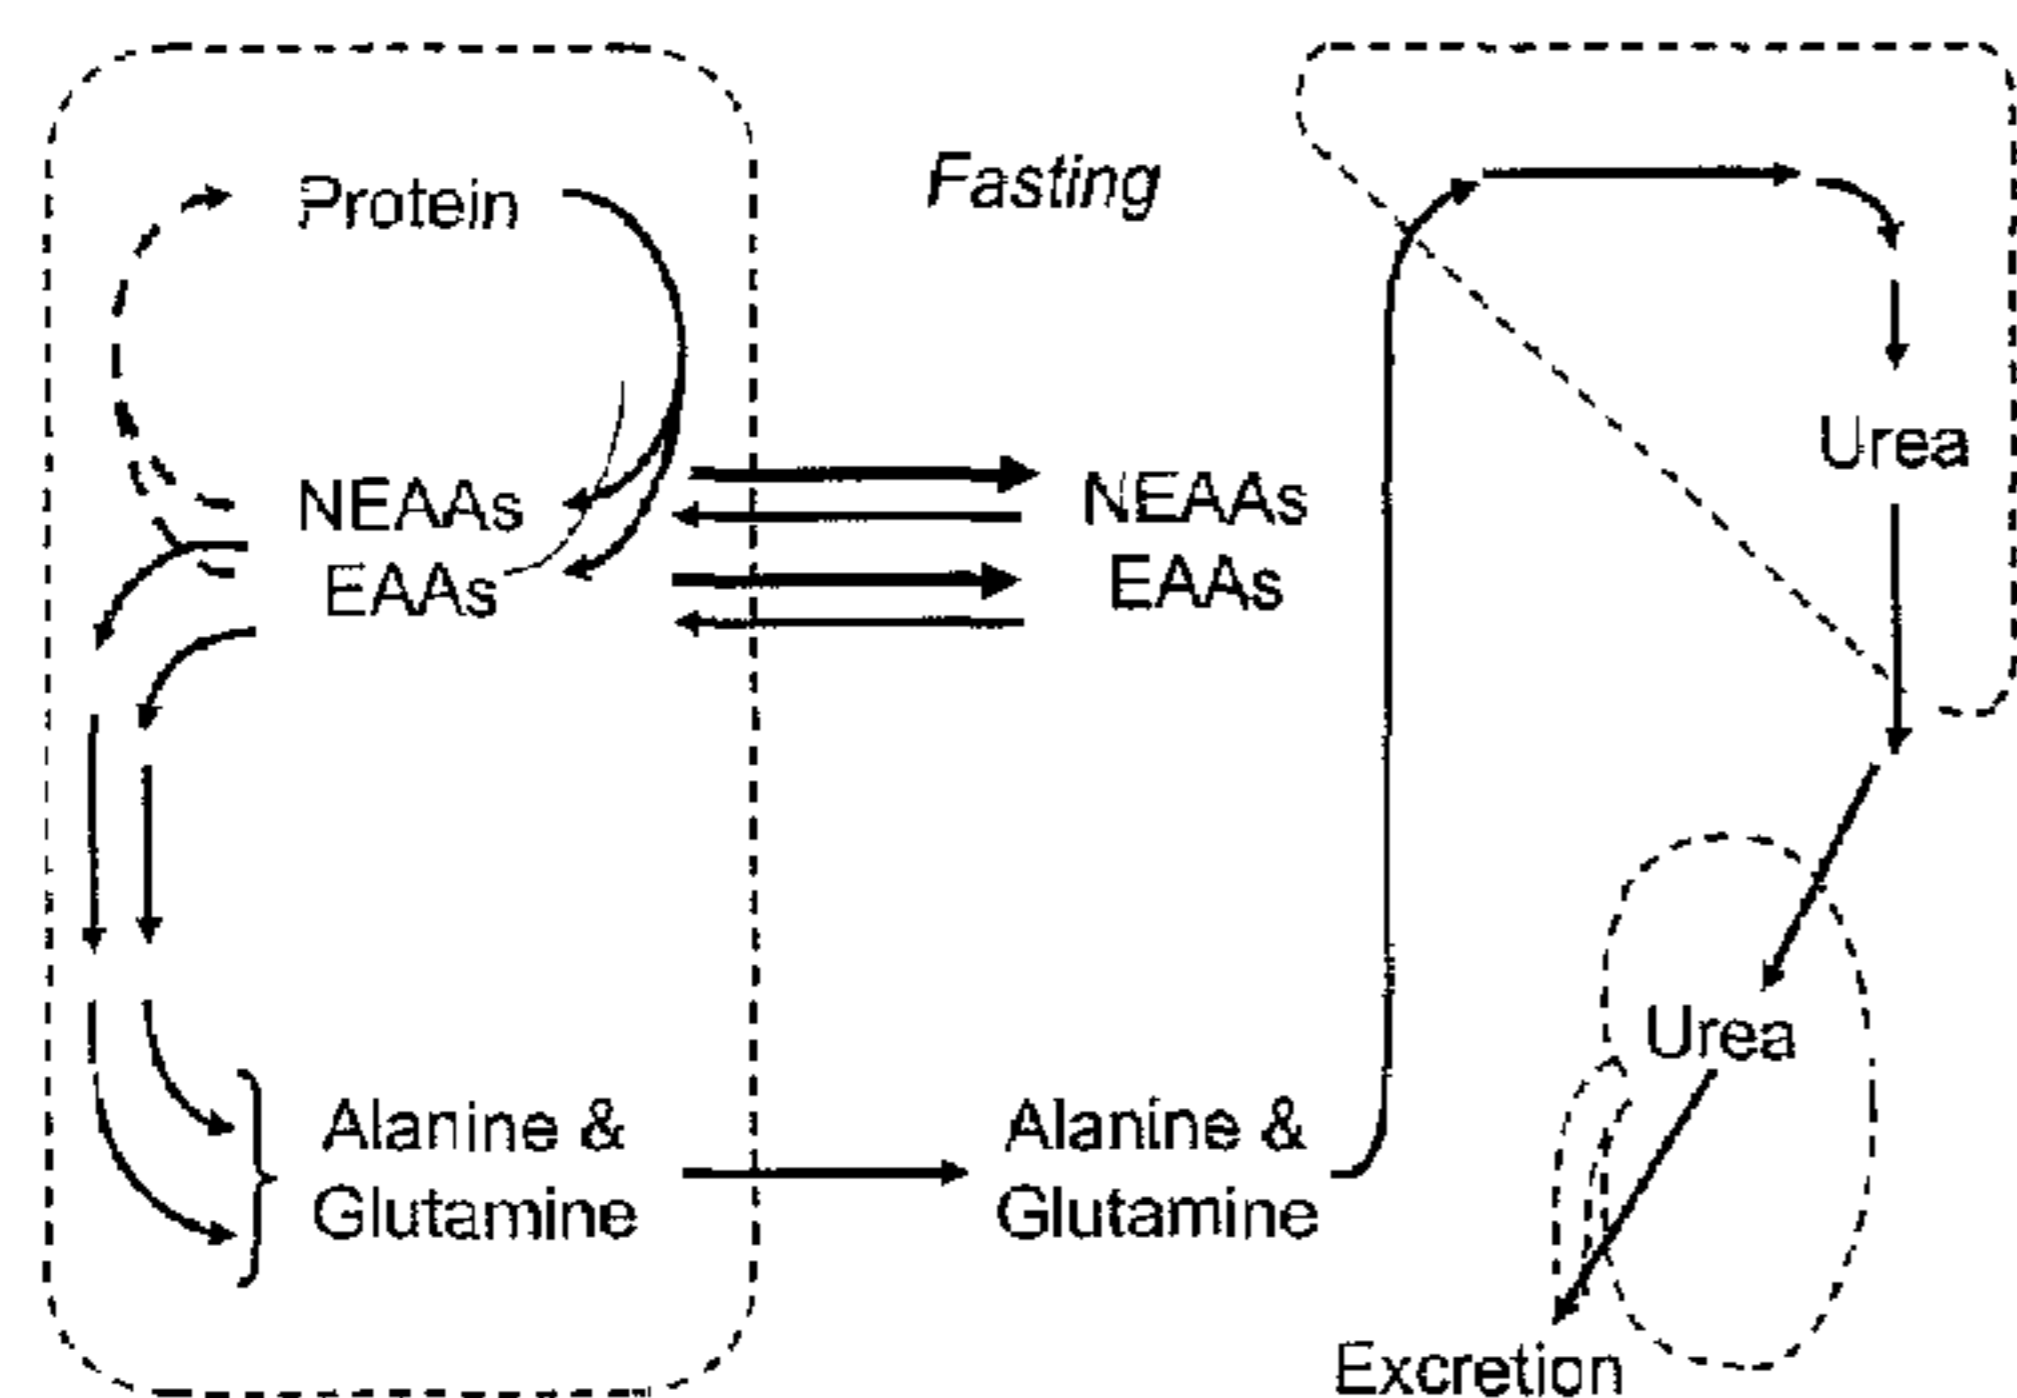 Fasting
Protein
NEAAs
EAAs
NEAAs
EAAs
Urea
Alanine &
Glutamine
Alanine &
Glutamine
Urea
Excretion